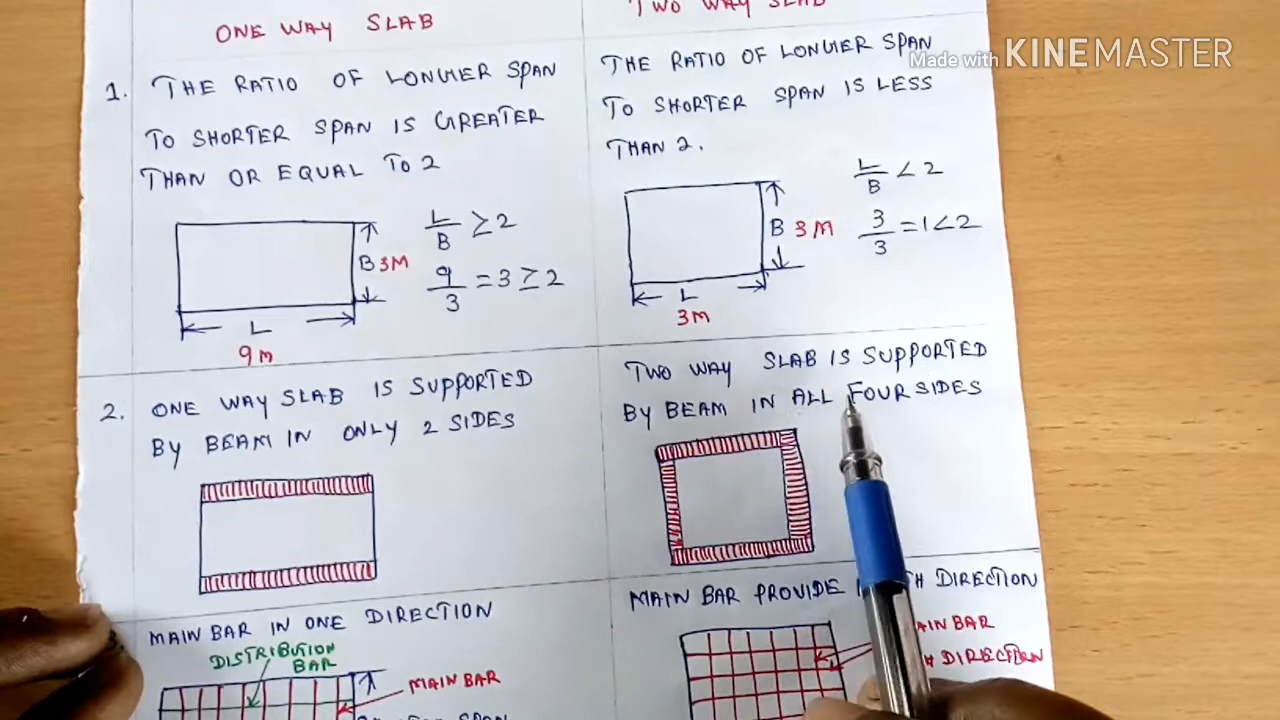 Made with KINEMASTER
ONE WAY SLAB
TWO WAY SLAB
1. THE RATIO OF LONGER SPAN
TO SHORTER SPAN IS GREATER
THAN OR EQUAL TO 2
L/B ≥ 2
9/3 = 3 ≥ 2
B 3M
L
9M
THE RATIO OF LONGER SPAN
TO SHORTER SPAN IS LESS
THAN 2.
L/B < 2
3/3 = 1 < 2
B 3M
L
3M
2. ONE WAY SLAB IS SUPPORTED
BY BEAM IN ONLY 2 SIDES
TWO WAY SLAB IS SUPPORTED
BY BEAM IN ALL FOUR SIDES
MAIN BAR IN ONE DIRECTION
DISTRIBUTION
BAR
MAIN BAR
SPAN
MAIN BAR PROVIDE DIRECTION
BAR
DIRECTION